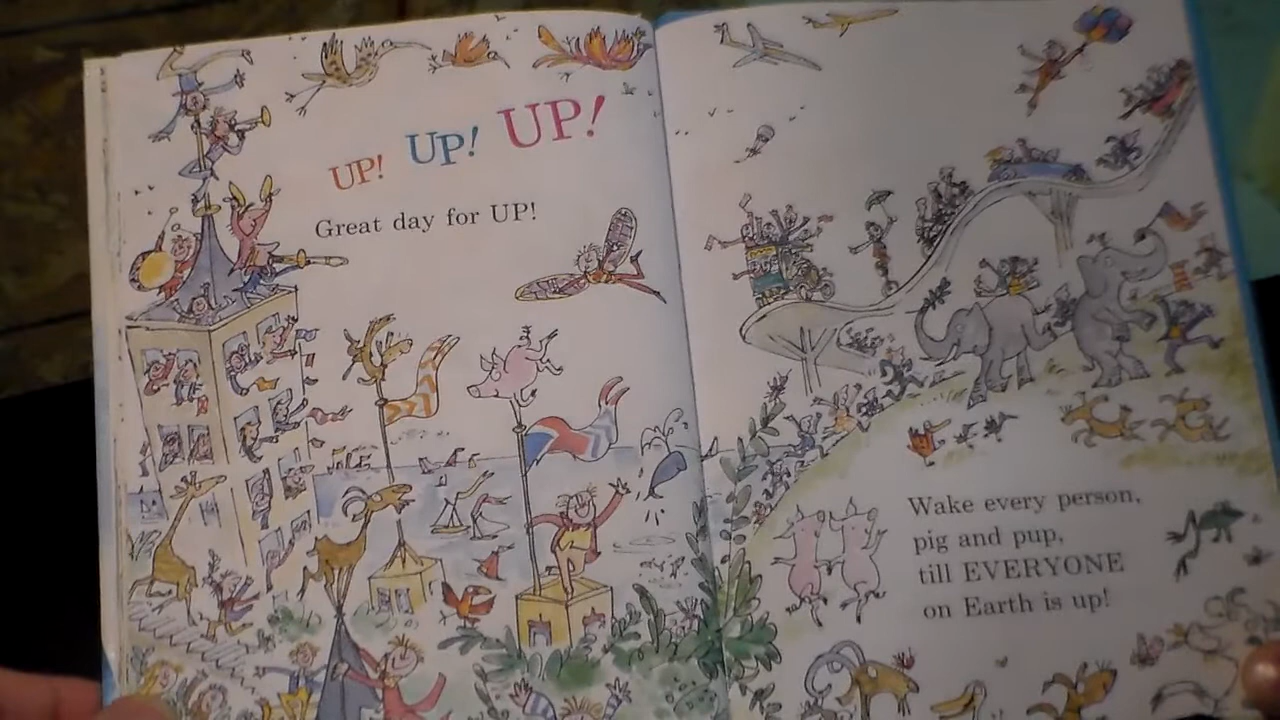 UP! UP! UP!
Great day for UP!
Wake every person,
pig and pup,
till EVERYONE
on Earth is up!